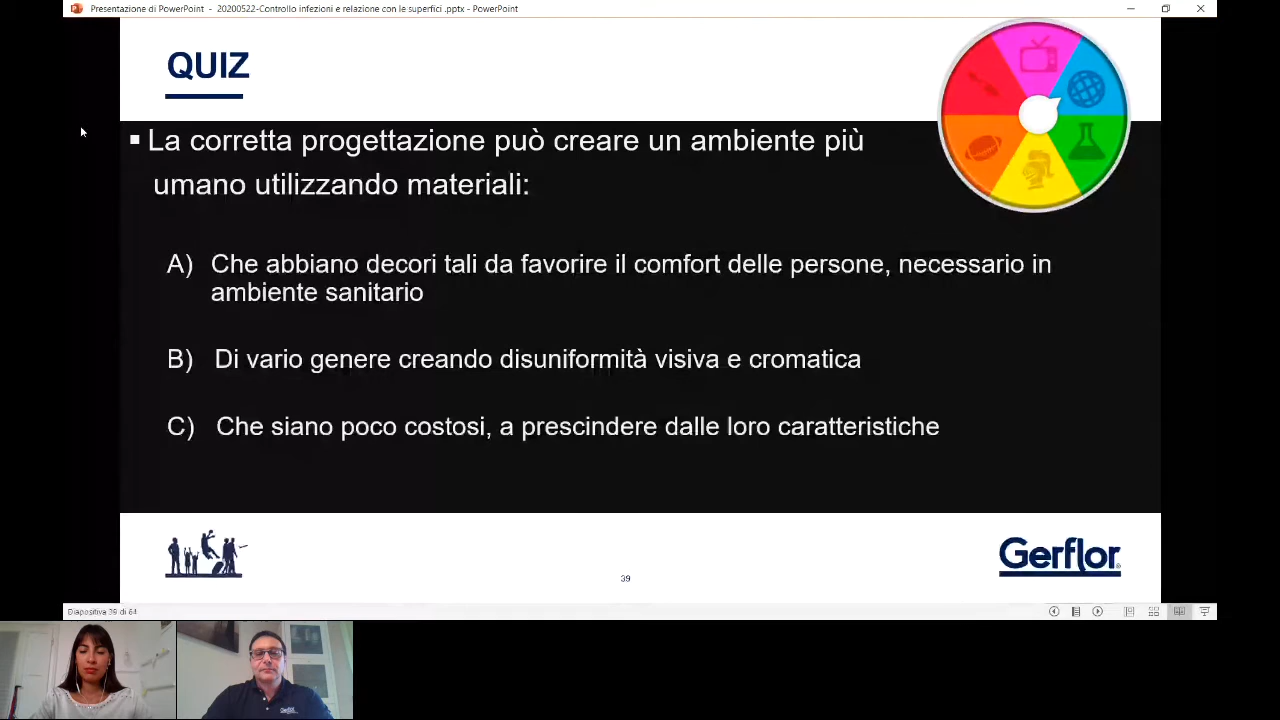 Presentazione di PowerPoint - 20200522-Controllo infezioni e relazione con le superfici .pptx - PowerPoint
QUIZ
La corretta progettazione può creare un ambiente più
umano utilizzando materiali:
A) Che abbiano decori tali da favorire il comfort delle persone, necessario in
ambiente sanitario
B) Di vario genere creando disuniformità visiva e cromatica
C) Che siano poco costosi, a prescindere dalle loro caratteristiche
Gerflor
39
Diapositiva 39 di 64
Gerflor